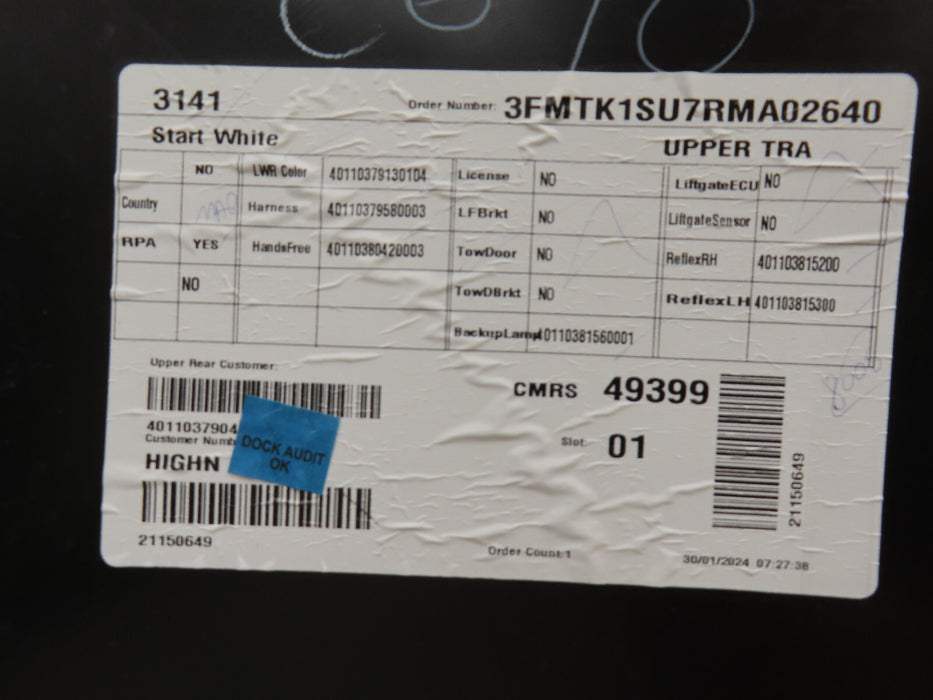 3141 Order Number: 3FMTK1SU7RMA02640
Start White UPPER TRA
NO LWR Color 40110379130104 License NO LiftgateECU NO
Country Harness 40110379580003 LFBrkt NO LiftgateSensor NO
RPA YES HandsFree 40110380420003 TowDoor NO ReflexRH 401103815200
NO TowDBrkt NO ReflexLH 401103815300
BackupLamp 40110381560001
Upper Rear Customer:
CMRS 49399
4011037904
Customer Numb
HIGHN
DOCK AUDIT
OK
Slot: 01
21150649
21150649
Order Count:1
30/01/2024 07:27:38